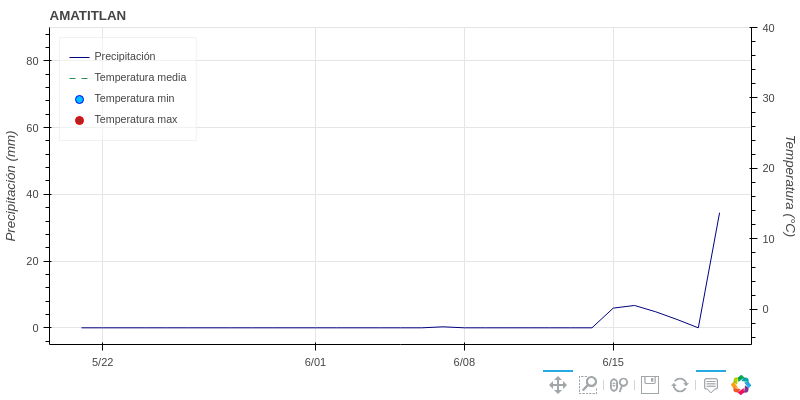 AMATITLAN
Precipitación
Temperatura media
Temperatura min
Temperatura max
Precipitación (mm)
80
60
40
20
0
Temperatura (°C)
40
30
20
10
0
5/22
6/01
6/08
6/15